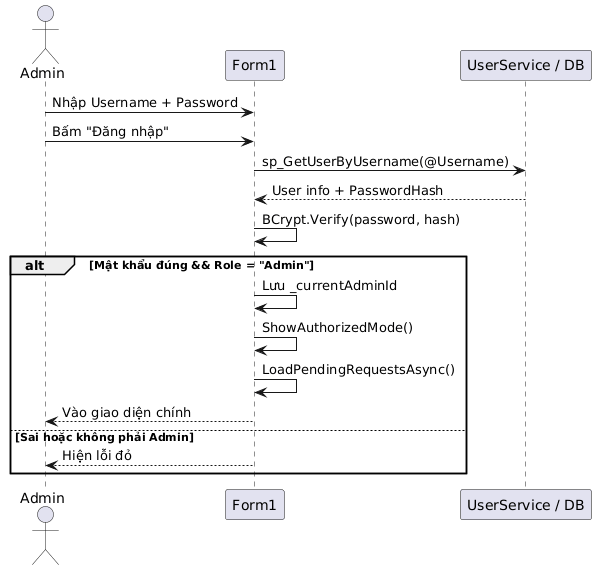 Admin
Form1
UserService / DB
Nhập Username + Password
Bấm "Đăng nhập"
sp_GetUserByUsername(@Username)
User info + PasswordHash
BCrypt.Verify(password, hash)
alt
[Mật khẩu đúng && Role = "Admin"]
Lưu _currentAdminId
ShowAuthorizedMode()
LoadPendingRequestsAsync()
Vào giao diện chính
[Sai hoặc không phải Admin]
Hiện lỗi đỏ
Admin
Form1
UserService / DB